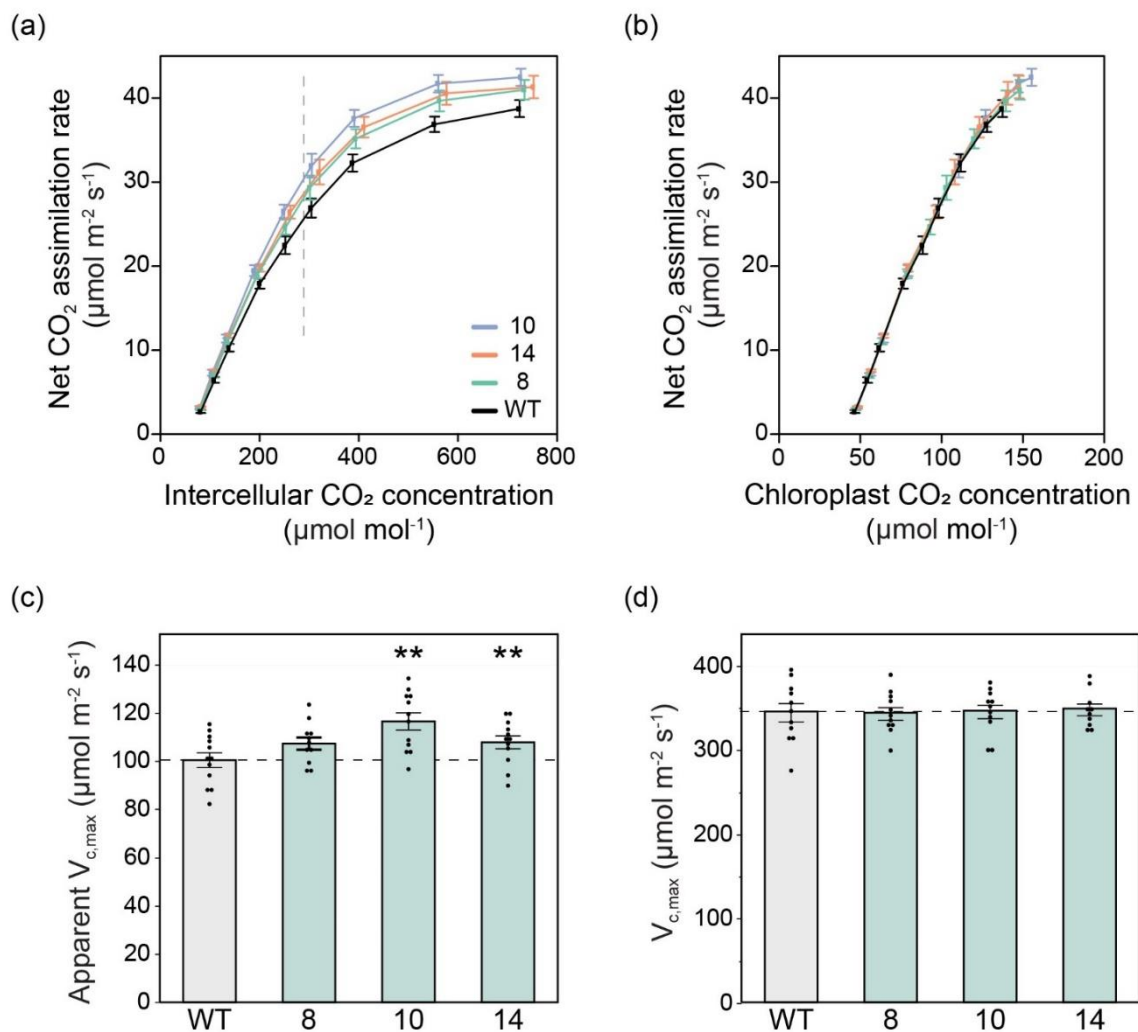 (a)
Net CO₂ assimilation rate
(µmol m⁻² s⁻¹)
40
30
20
10
0
10
14
8
WT
0 200 400 600 800
Intercellular CO₂ concentration
(µmol mol⁻¹)
(b)
Net CO₂ assimilation rate
(µmol m⁻² s⁻¹)
40
30
20
10
0
0 50 100 150 200
Chloroplast CO₂ concentration
(µmol mol⁻¹)
(c)
Apparent V_c,max (µmol m⁻² s⁻¹)
140
120
100
80
60
40
20
0
** **
WT 8 10 14
(d)
V_c,max (µmol m⁻² s⁻¹)
400
300
200
100
0
WT 8 10 14